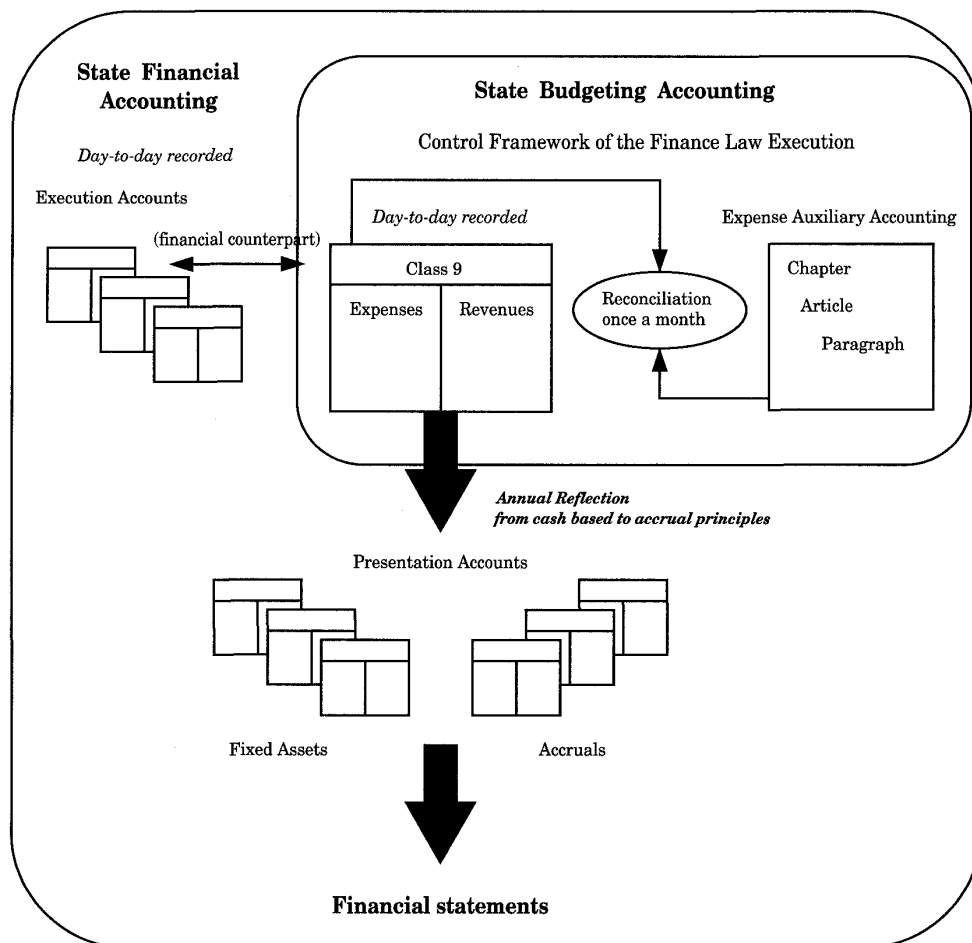 State Financial
Accounting
Day-to-day recorded
Execution Accounts
(financial counterpart)
State Budgeting Accounting
Control Framework of the Finance Law Execution
Day-to-day recorded
Class 9
Expenses
Revenues
Reconciliation
once a month
Expense Auxiliary Accounting
Chapter
Article
Paragraph
Annual Reflection
from cash based to accrual principles
Presentation Accounts
Fixed Assets
Accruals
Financial statements